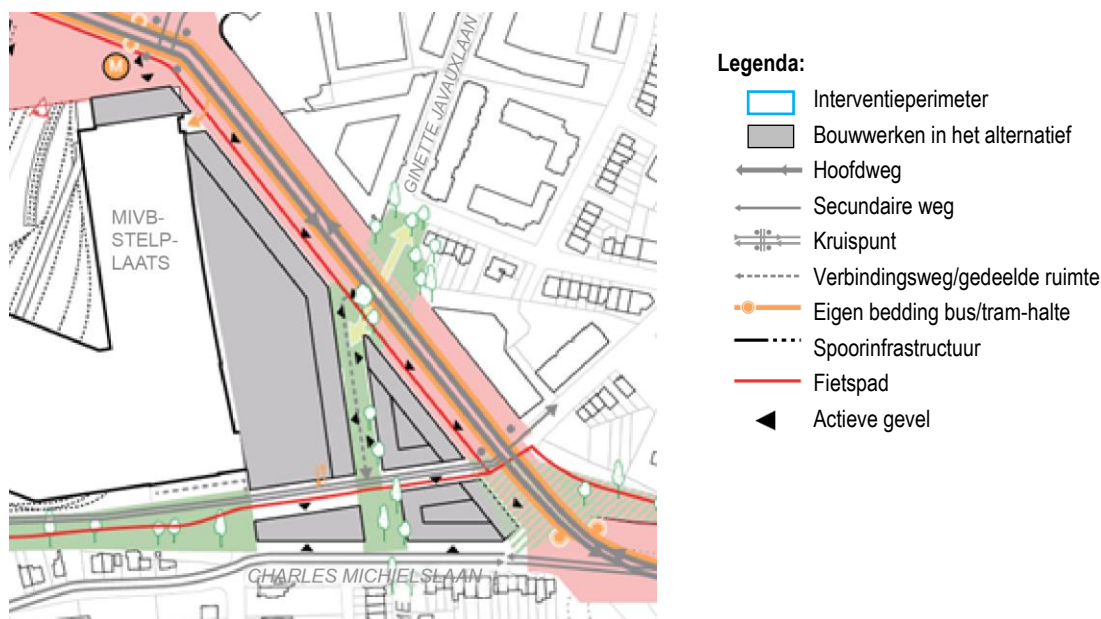 M
GINETTE JAVAUXLAAN
MIVB-
STELP-
LAATS
CHARLES MICHIELSLAAN
ME
Legenda:
Interventieperimeter
Bouwwerken in het alternatief
Hoofdweg
Secundaire weg
Kruispunt
Verbindingsweg/gedeelde ruimte
Eigen bedding bus/tram-halte
Spoorinfrastructuur
Fietspad
Actieve gevel